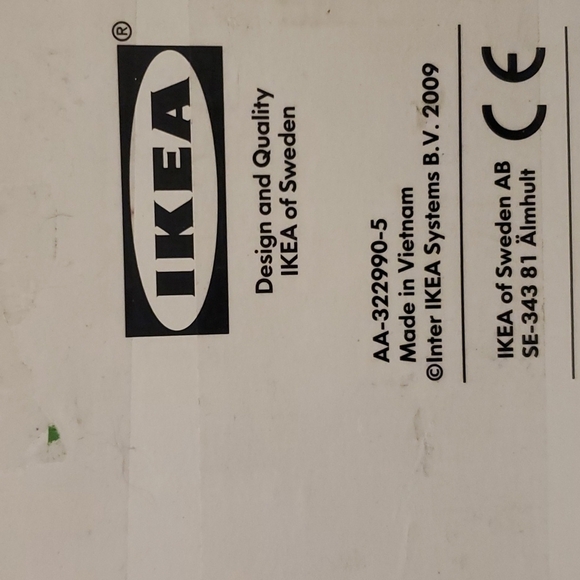 IKEA®
Design and Quality
IKEA of Sweden
AA-322990-5
Made in Vietnam
©Inter IKEA Systems B.V. 2009
IKEA of Sweden AB
SE-343 81 Älmhult
CE